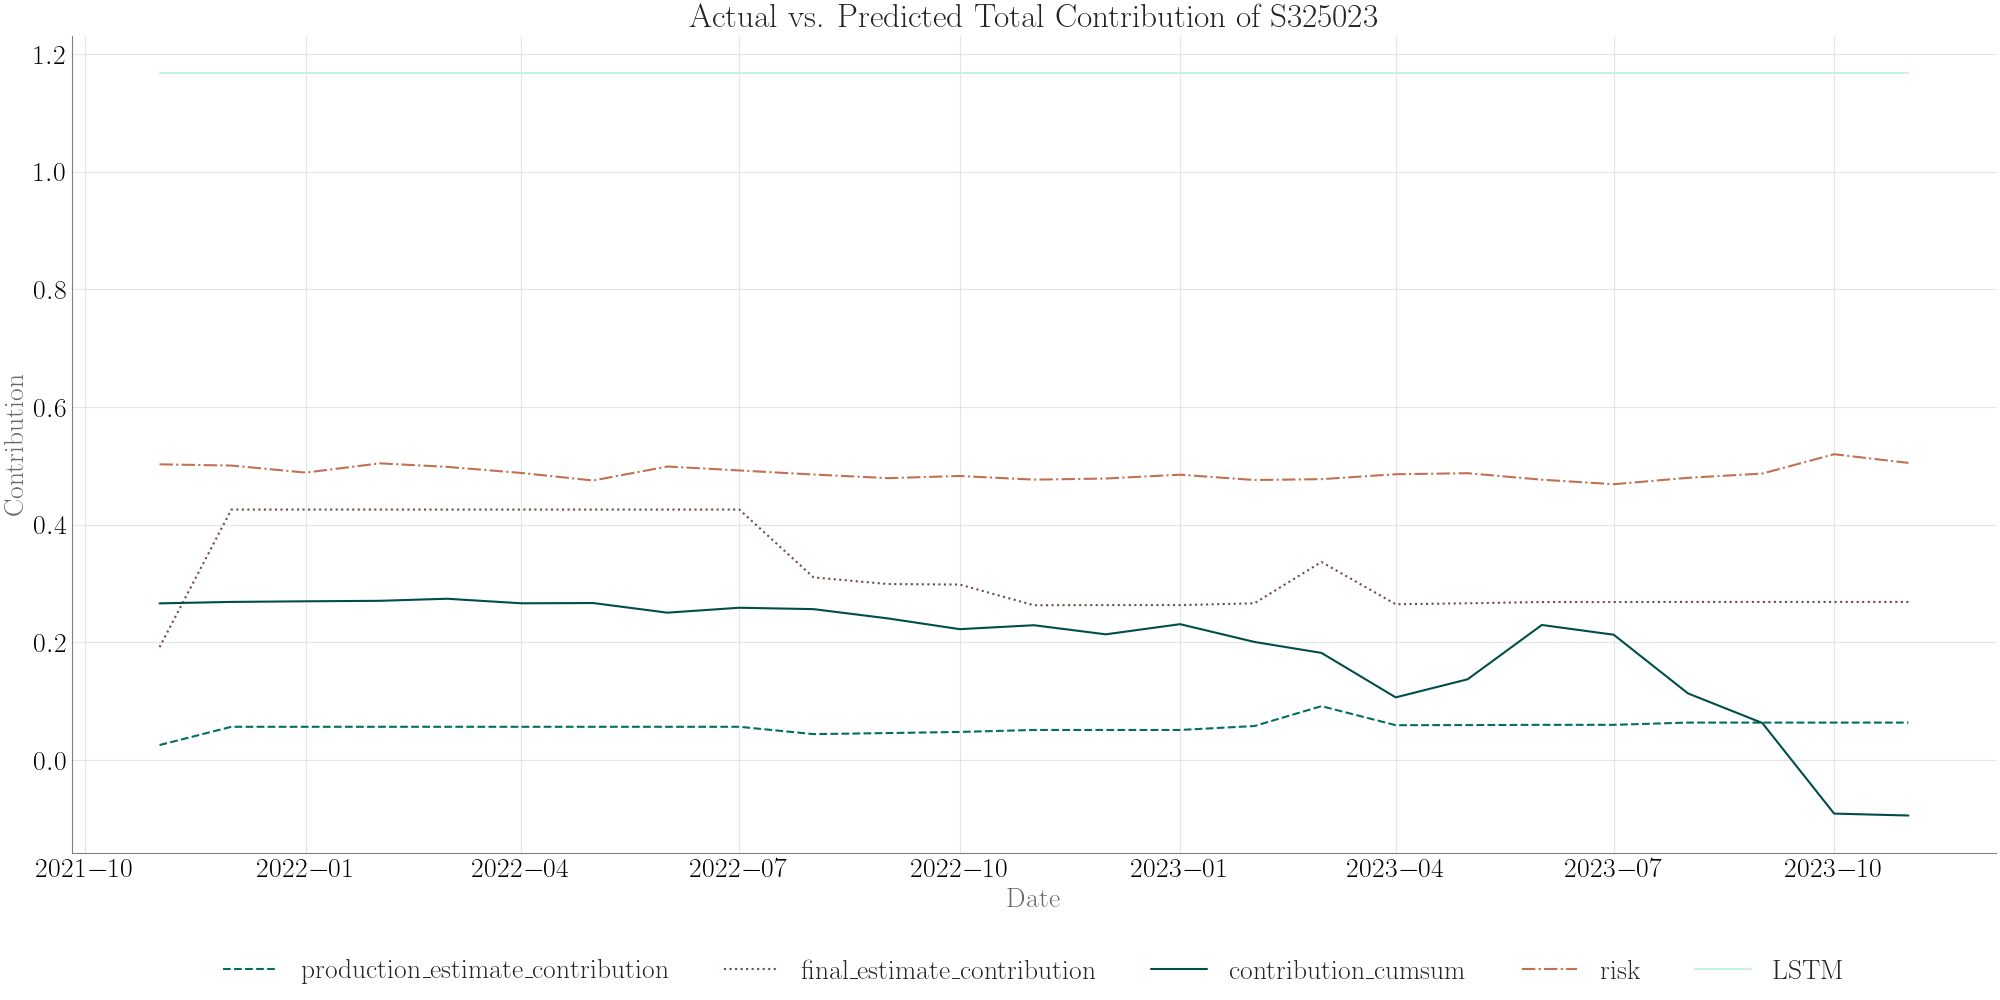 Actual vs. Predicted Total Contribution of S325023
1.2
1.0
0.8
0.6
0.4
0.2
0.0
Contribution
2021−10 2022−01 2022−04 2022−07 2022−10 2023−01 2023−04 2023−07 2023−10
Date
production_estimate_contribution final_estimate_contribution contribution_cumsum risk LSTM